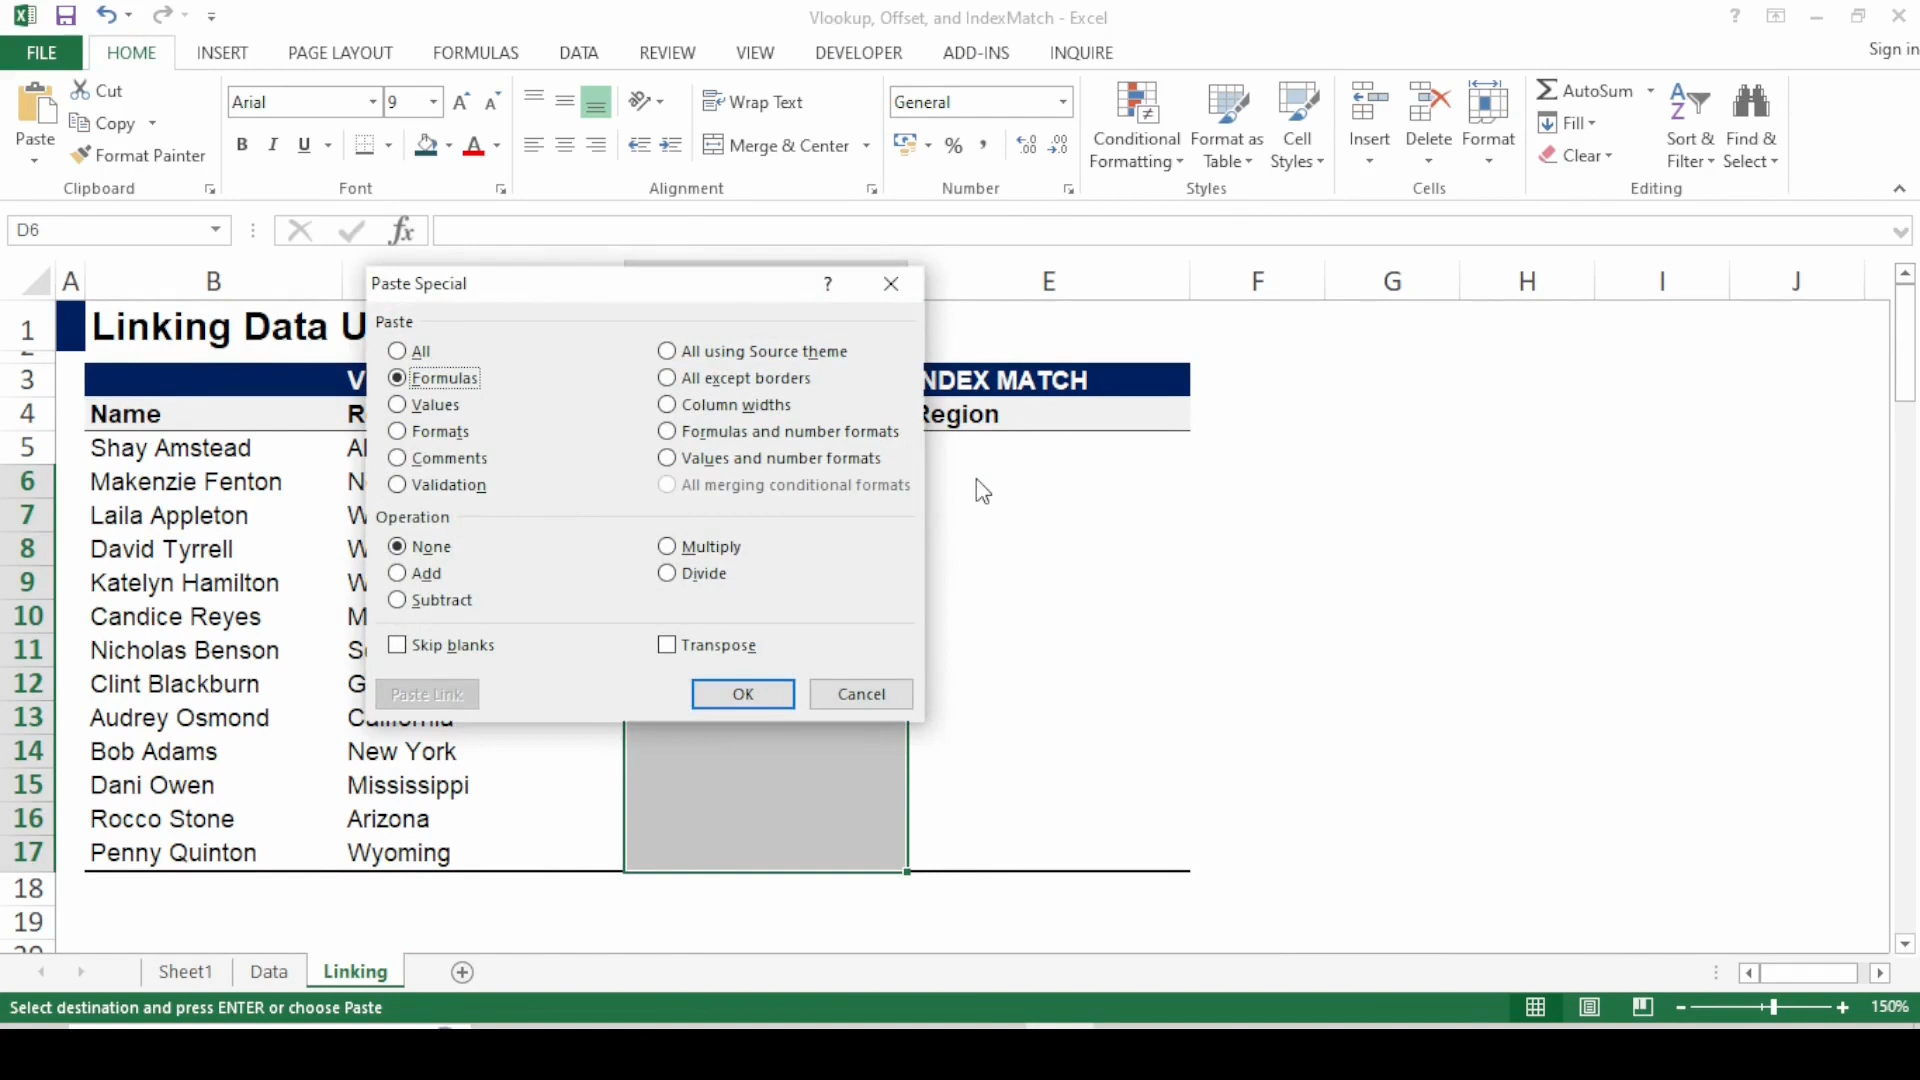 Vlookup, Offset, and IndexMatch - Excel
?
FILE HOME INSERT PAGE LAYOUT FORMULAS DATA REVIEW VIEW DEVELOPER ADD-INS INQUIRE Sign in
Paste
Cut
Copy
Format Painter
Clipboard
Arial 9 A A
B I U A
Font
Wrap Text
Merge & Center
Alignment
General
% ,
Number
Conditional Formatting
Format as Table
Cell Styles
Styles
Insert
Delete
Format
Cells
AutoSum
Fill
Clear
Sort & Filter
Find & Select
Editing
D6 fx
A B E F G H I J
Paste Special ?
Paste
All All using Source theme
Formulas All except borders
Values Column widths
Formats Formulas and number formats
Comments Values and number formats
Validation All merging conditional formats
Operation
None Multiply
Add Divide
Subtract
Skip blanks Transpose
Paste Link OK Cancel
1 Linking Data U
2
3 V INDEX MATCH
4 Name R Region
5 Shay Amstead Al
6 Makenzie Fenton N
7 Laila Appleton W
8 David Tyrrell W
9 Katelyn Hamilton W
10 Candice Reyes M
11 Nicholas Benson S
12 Clint Blackburn G
13 Audrey Osmond California
14 Bob Adams New York
15 Dani Owen Mississippi
16 Rocco Stone Arizona
17 Penny Quinton Wyoming
18
19
20
Sheet1 Data Linking
Select destination and press ENTER or choose Paste 150%